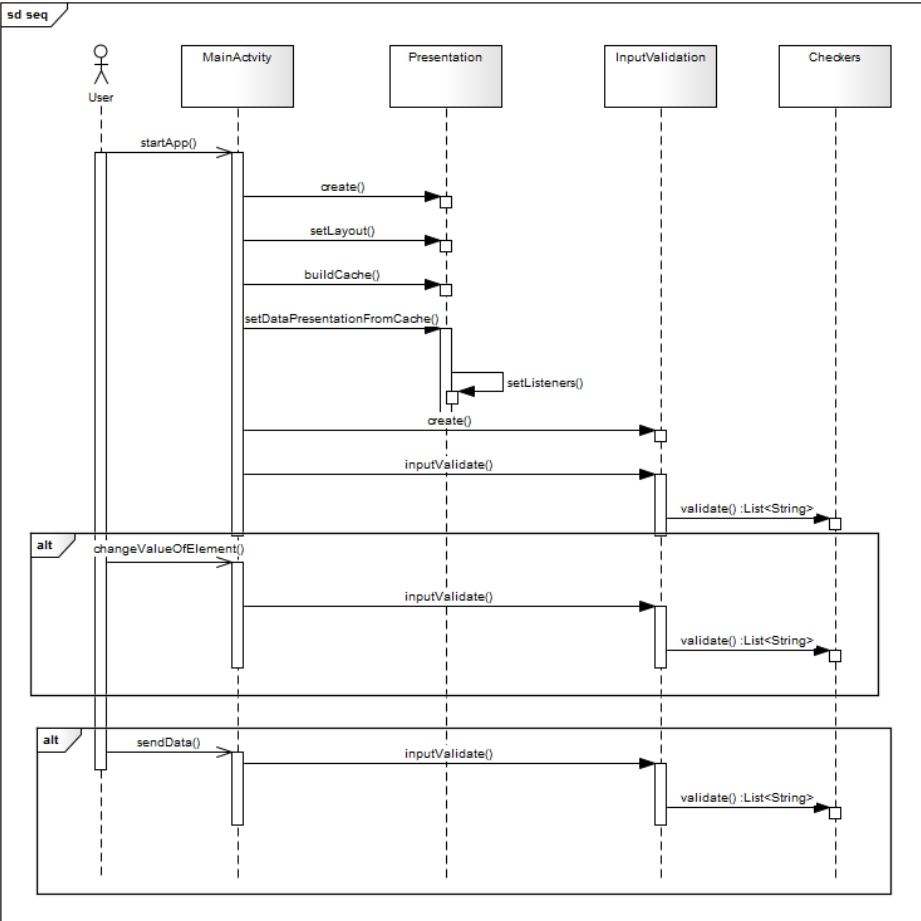 sd seq
User
MainActvity
Presentation
InputValidation
Checkers
startApp()
create()
setLayout()
buildCache()
setDataPresentationFromCache()
setListeners()
create()
inputValidate()
validate() :List<String>
alt
changeValueOfElement()
inputValidate()
validate() :List<String>
alt
sendData()
inputValidate()
validate() :List<String>